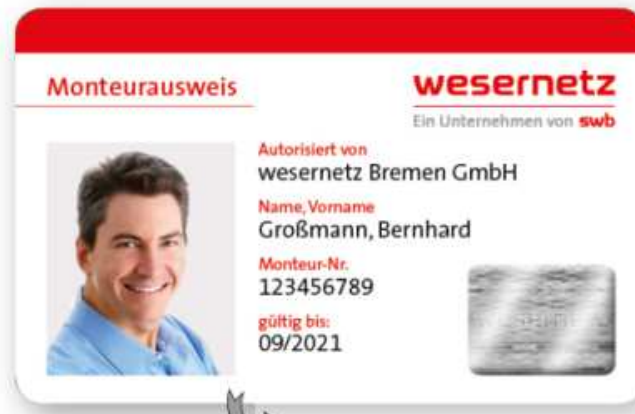 Monteurausweis
wesernetz
Ein Unternehmen von swb
Autorisiert von
wesernetz Bremen GmbH
Name, Vorname
Großmann, Bernhard
Monteur-Nr.
123456789
gültig bis:
09/2021